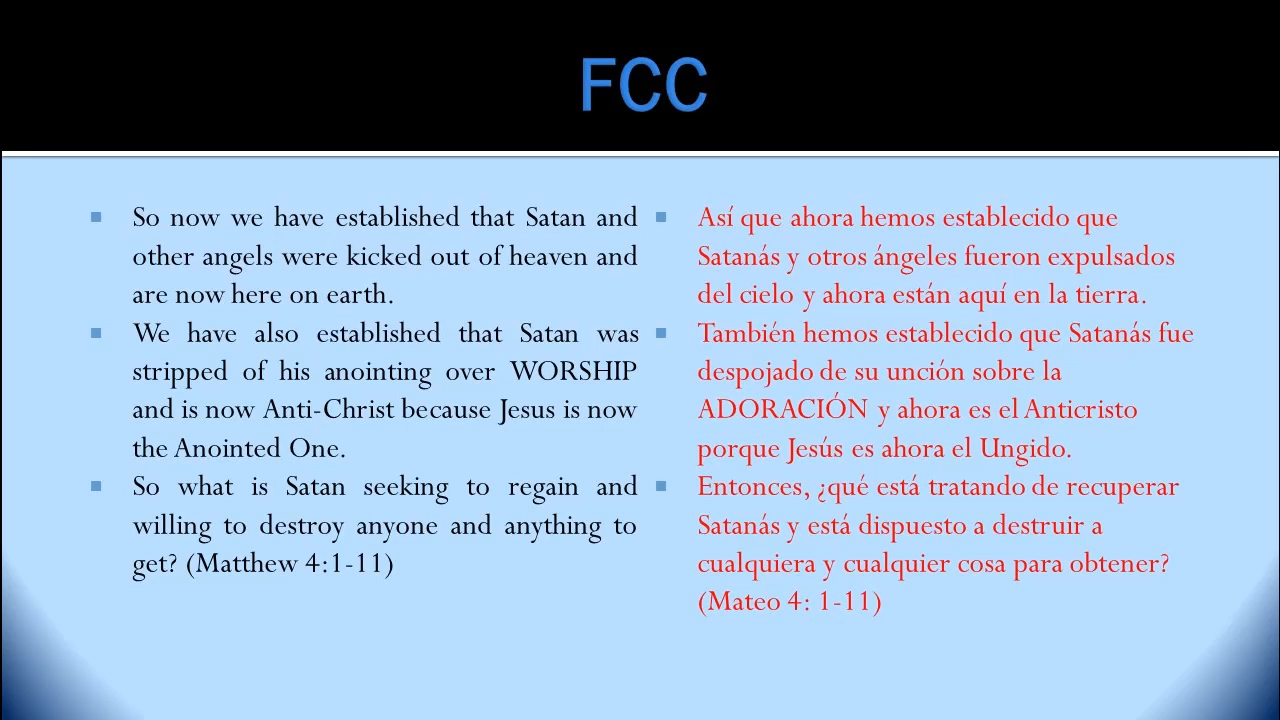 FCC
So now we have established that Satan and
other angels were kicked out of heaven and
are now here on earth.
We have also established that Satan was
stripped of his anointing over WORSHIP
and is now Anti-Christ because Jesus is now
the Anointed One.
So what is Satan seeking to regain and
willing to destroy anyone and anything to
get? (Matthew 4:1-11)
Así que ahora hemos establecido que
Satanás y otros ángeles fueron expulsados
del cielo y ahora están aquí en la tierra.
También hemos establecido que Satanás fue
despojado de su unción sobre la
ADORACIÓN y ahora es el Anticristo
porque Jesús es ahora el Ungido.
Entonces, ¿qué está tratando de recuperar
Satanás y está dispuesto a destruir a
cualquiera y cualquier cosa para obtener?
(Mateo 4: 1-11)